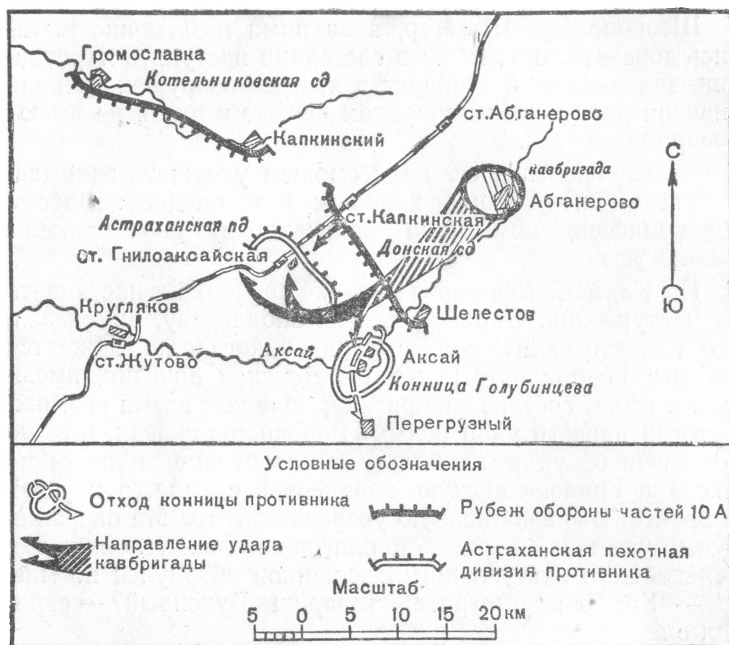 Громославка
Котельниковская сд
ст. Абганерово
Капкинский
кавбригада
С
Абганерово
ст. Капкинская
Астраханская пд
Донская сд
Ст. Гнилоаксайская
Ю
Кругляков
Шелестов
ст. Жутово
Аксай
Аксай
Конница Голубинцева
Перегрузный
Условные обозначения
Отход конницы противника
Рубеж обороны частей 10 А
Направление удара
кавбригады
Астраханская пехотная
дивизия противника
Масштаб.
5 0 5 10 15 20 км